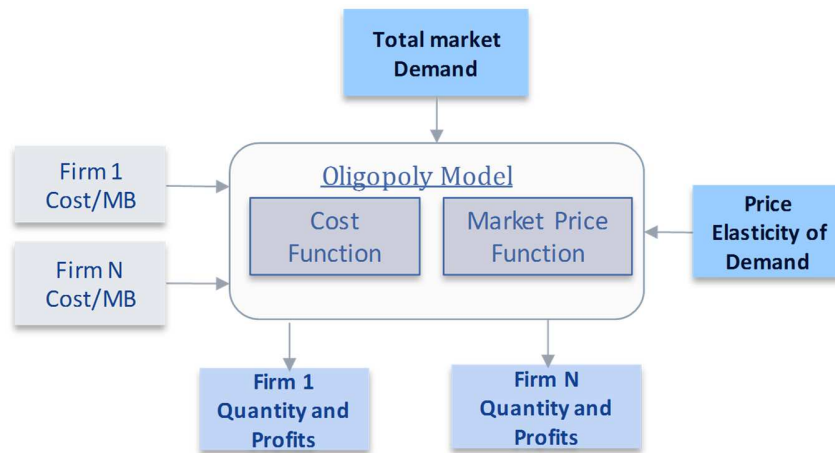 Total market
Demand
Firm 1
Cost/MB
Oligopoly Model
Cost
Function
Market Price
Function
Price
Elasticity of
Demand
Firm N
Cost/MB
Firm 1
Quantity and
Profits
Firm N
Quantity and
Profits